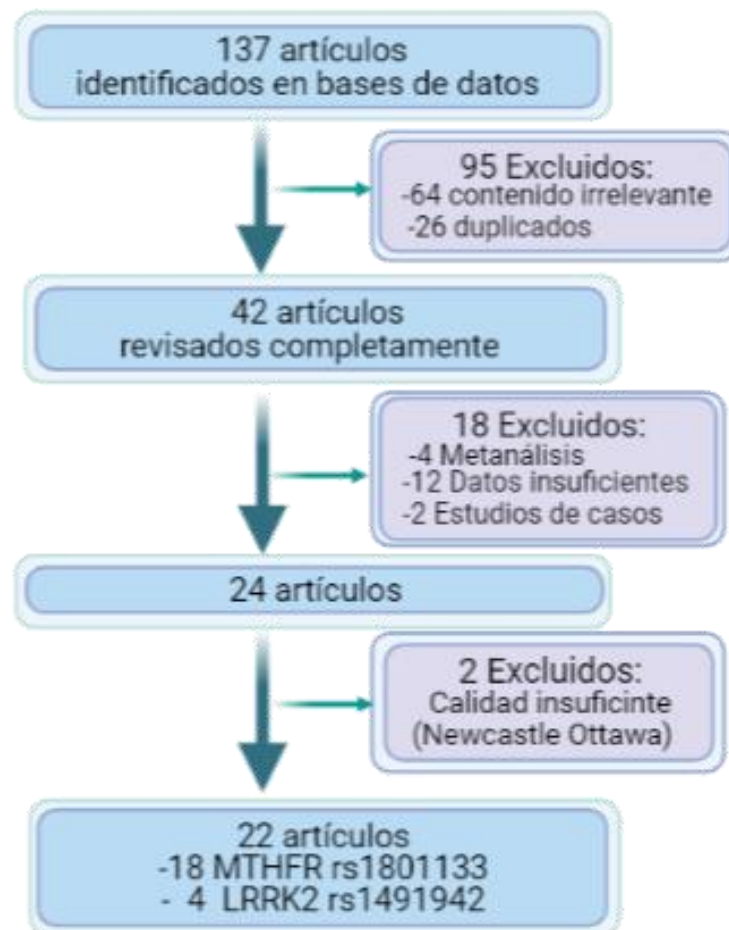 137 artículos
identificados en bases de datos
95 Excluidos:
-64 contenido irrelevante
-26 duplicados
42 artículos
revisados completamente
18 Excluidos:
-4 Metanálisis
-12 Datos insuficientes
-2 Estudios de casos
24 artículos
2 Excluidos:
Calidad insuficinte
(Newcastle Ottawa)
22 artículos
-18 MTHFR rs1801133
- 4 LRRK2 rs1491942